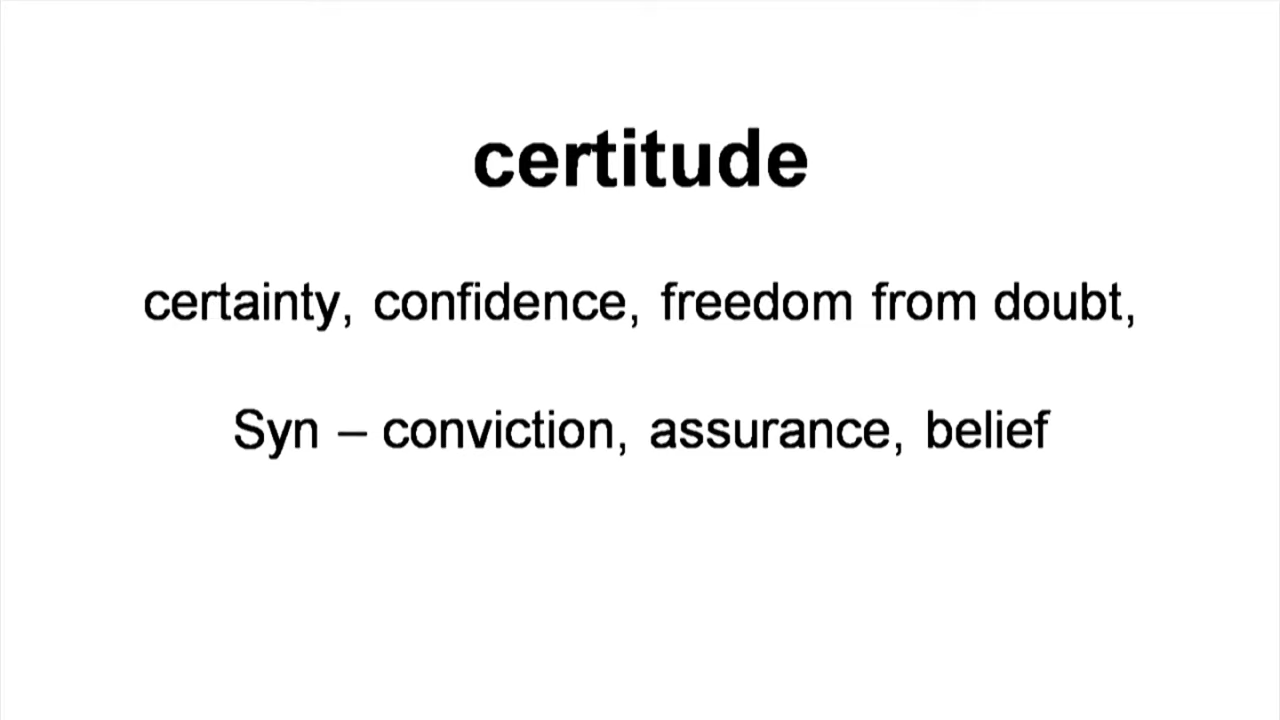 certitude
certainty, confidence, freedom from doubt,
Syn – conviction, assurance, belief